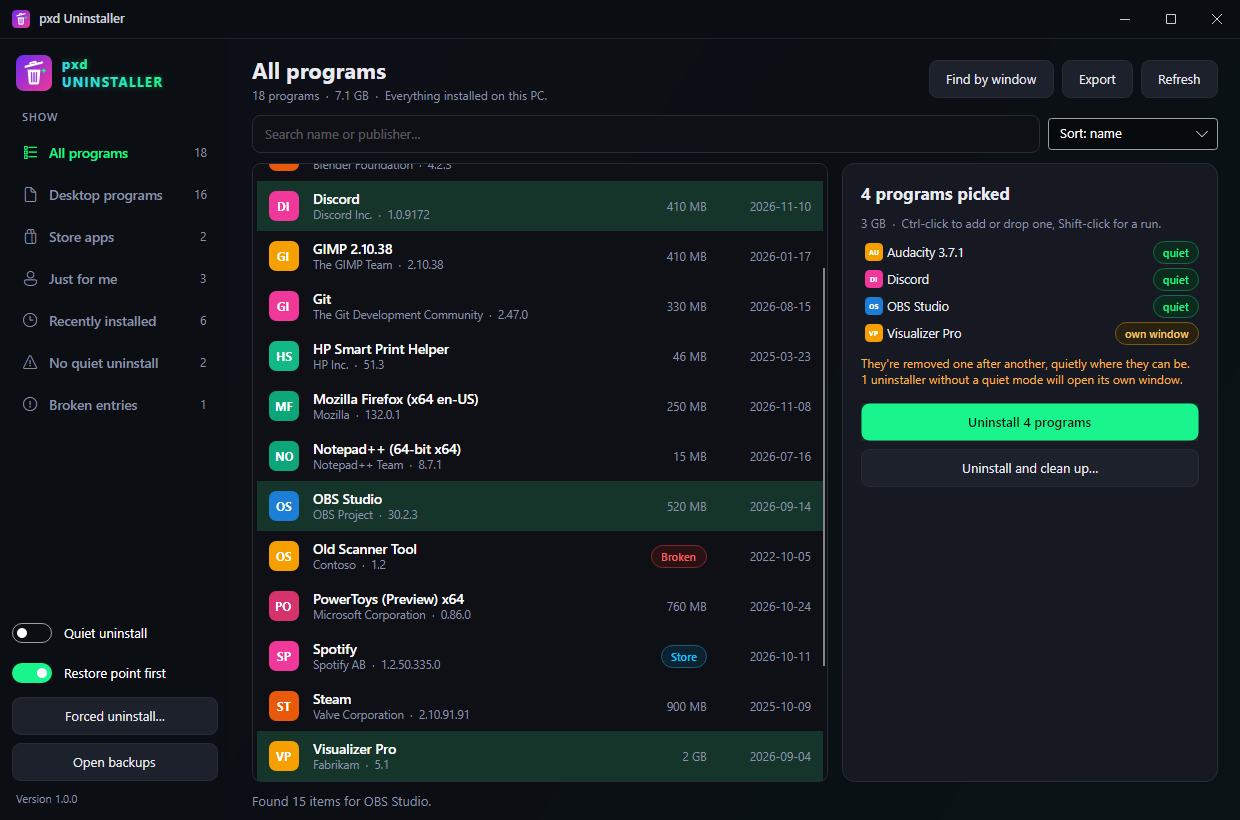 pxd Uninstaller
pxd
UNINSTALLER
SHOW
All programs 18
Desktop programs 16
Store apps 2
Just for me 3
Recently installed 6
No quiet uninstall 2
Broken entries 1
Quiet uninstall
Restore point first
Forced uninstall...
Open backups
Version 1.0.0
All programs
18 programs · 7.1 GB · Everything installed on this PC.
Find by window
Export
Refresh
Search name or publisher...
Sort: name
Blender Foundation · 4.2.3
DI Discord 410 MB 2026-11-10
Discord Inc. · 1.0.9172
GI GIMP 2.10.38 410 MB 2026-01-17
The GIMP Team · 2.10.38
GI Git 330 MB 2026-08-15
The Git Development Community · 2.47.0
HS HP Smart Print Helper 46 MB 2025-03-23
HP Inc. · 51.3
MF Mozilla Firefox (x64 en-US) 250 MB 2026-11-08
Mozilla · 132.0.1
NO Notepad++ (64-bit x64) 15 MB 2026-07-16
Notepad++ Team · 8.7.1
OS OBS Studio 520 MB 2026-09-14
OBS Project · 30.2.3
OS Old Scanner Tool Broken 2022-10-05
Contoso · 1.2
PO PowerToys (Preview) x64 760 MB 2026-10-24
Microsoft Corporation · 0.86.0
SP Spotify Store 2026-10-11
Spotify AB · 1.2.50.335.0
ST Steam 900 MB 2025-10-09
Valve Corporation · 2.10.91.91
VP Visualizer Pro 2 GB 2026-09-04
Fabrikam · 5.1
Found 15 items for OBS Studio.
4 programs picked
3 GB · Ctrl-click to add or drop one, Shift-click for a run.
AU Audacity 3.7.1 quiet
DI Discord quiet
OS OBS Studio quiet
VP Visualizer Pro own window
They're removed one after another, quietly where they can be.
1 uninstaller without a quiet mode will open its own window.
Uninstall 4 programs
Uninstall and clean up...